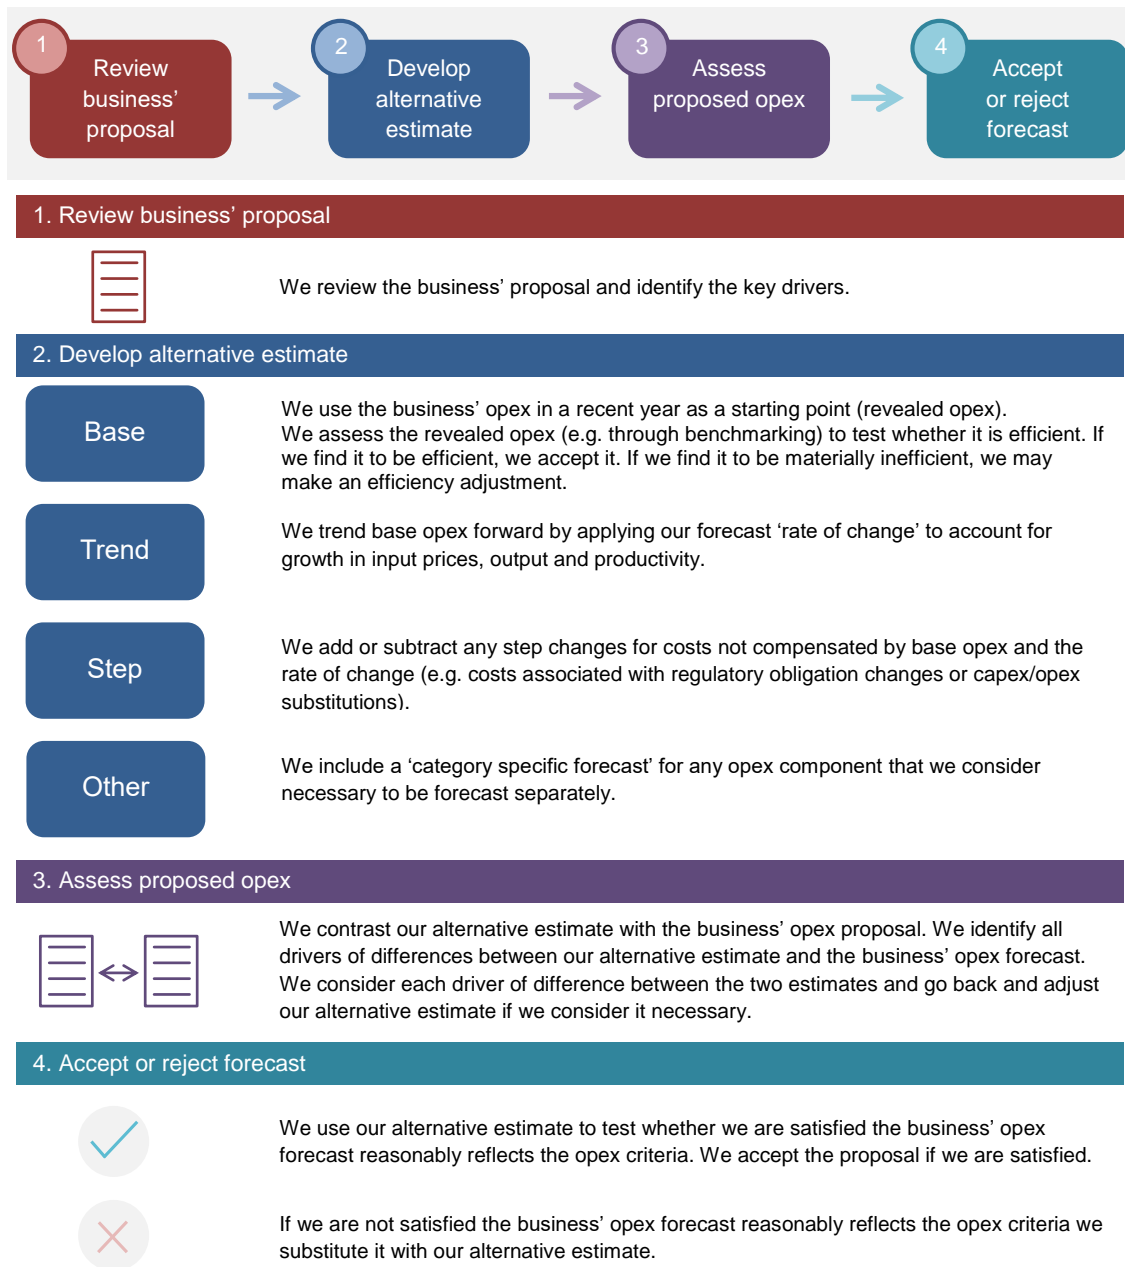 1
Review
business’
proposal
2
Develop
alternative
estimate
3
Assess
proposed opex
4
Accept
or reject
forecast
1. Review business’ proposal
We review the business’ proposal and identify the key drivers.
2. Develop alternative estimate
Base
We use the business’ opex in a recent year as a starting point (revealed opex).
We assess the revealed opex (e.g. through benchmarking) to test whether it is efficient. If
we find it to be efficient, we accept it. If we find it to be materially inefficient, we may
make an efficiency adjustment.
Trend
We trend base opex forward by applying our forecast ‘rate of change’ to account for
growth in input prices, output and productivity.
Step
We add or subtract any step changes for costs not compensated by base opex and the
rate of change (e.g. costs associated with regulatory obligation changes or capex/opex
substitutions).
Other
We include a ‘category specific forecast’ for any opex component that we consider
necessary to be forecast separately.
3. Assess proposed opex
We contrast our alternative estimate with the business’ opex proposal. We identify all
drivers of differences between our alternative estimate and the business’ opex forecast.
We consider each driver of difference between the two estimates and go back and adjust
our alternative estimate if we consider it necessary.
4. Accept or reject forecast
We use our alternative estimate to test whether we are satisfied the business’ opex
forecast reasonably reflects the opex criteria. We accept the proposal if we are satisfied.
If we are not satisfied the business’ opex forecast reasonably reflects the opex criteria we
substitute it with our alternative estimate.